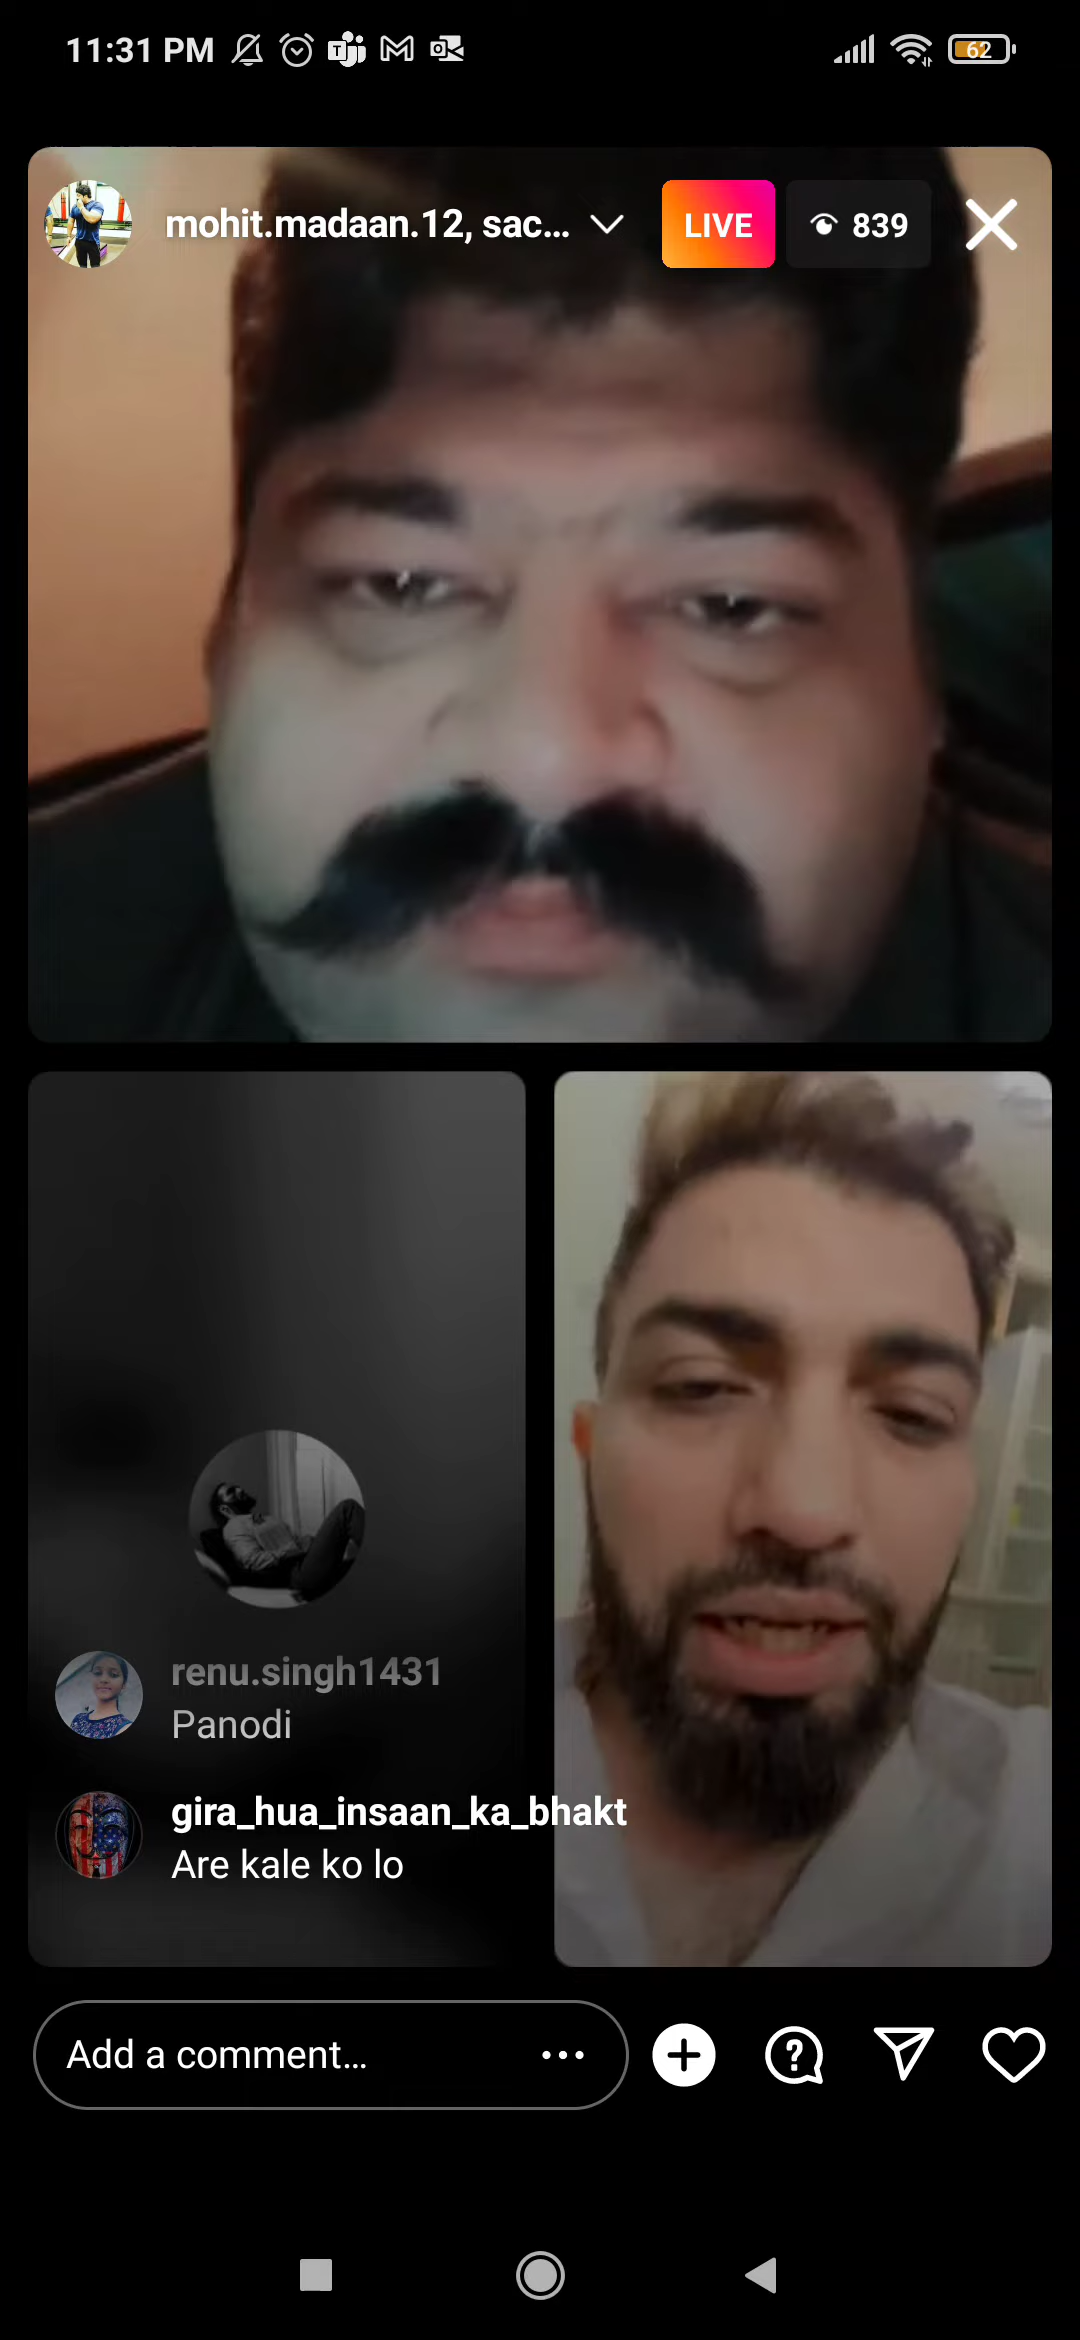 11:31 PM
62
mohit.madaan.12, sac...
LIVE
839
renu.singh1431
Panodi
gira_hua_insaan_ka_bhakt
Are kale ko lo
Add a comment...